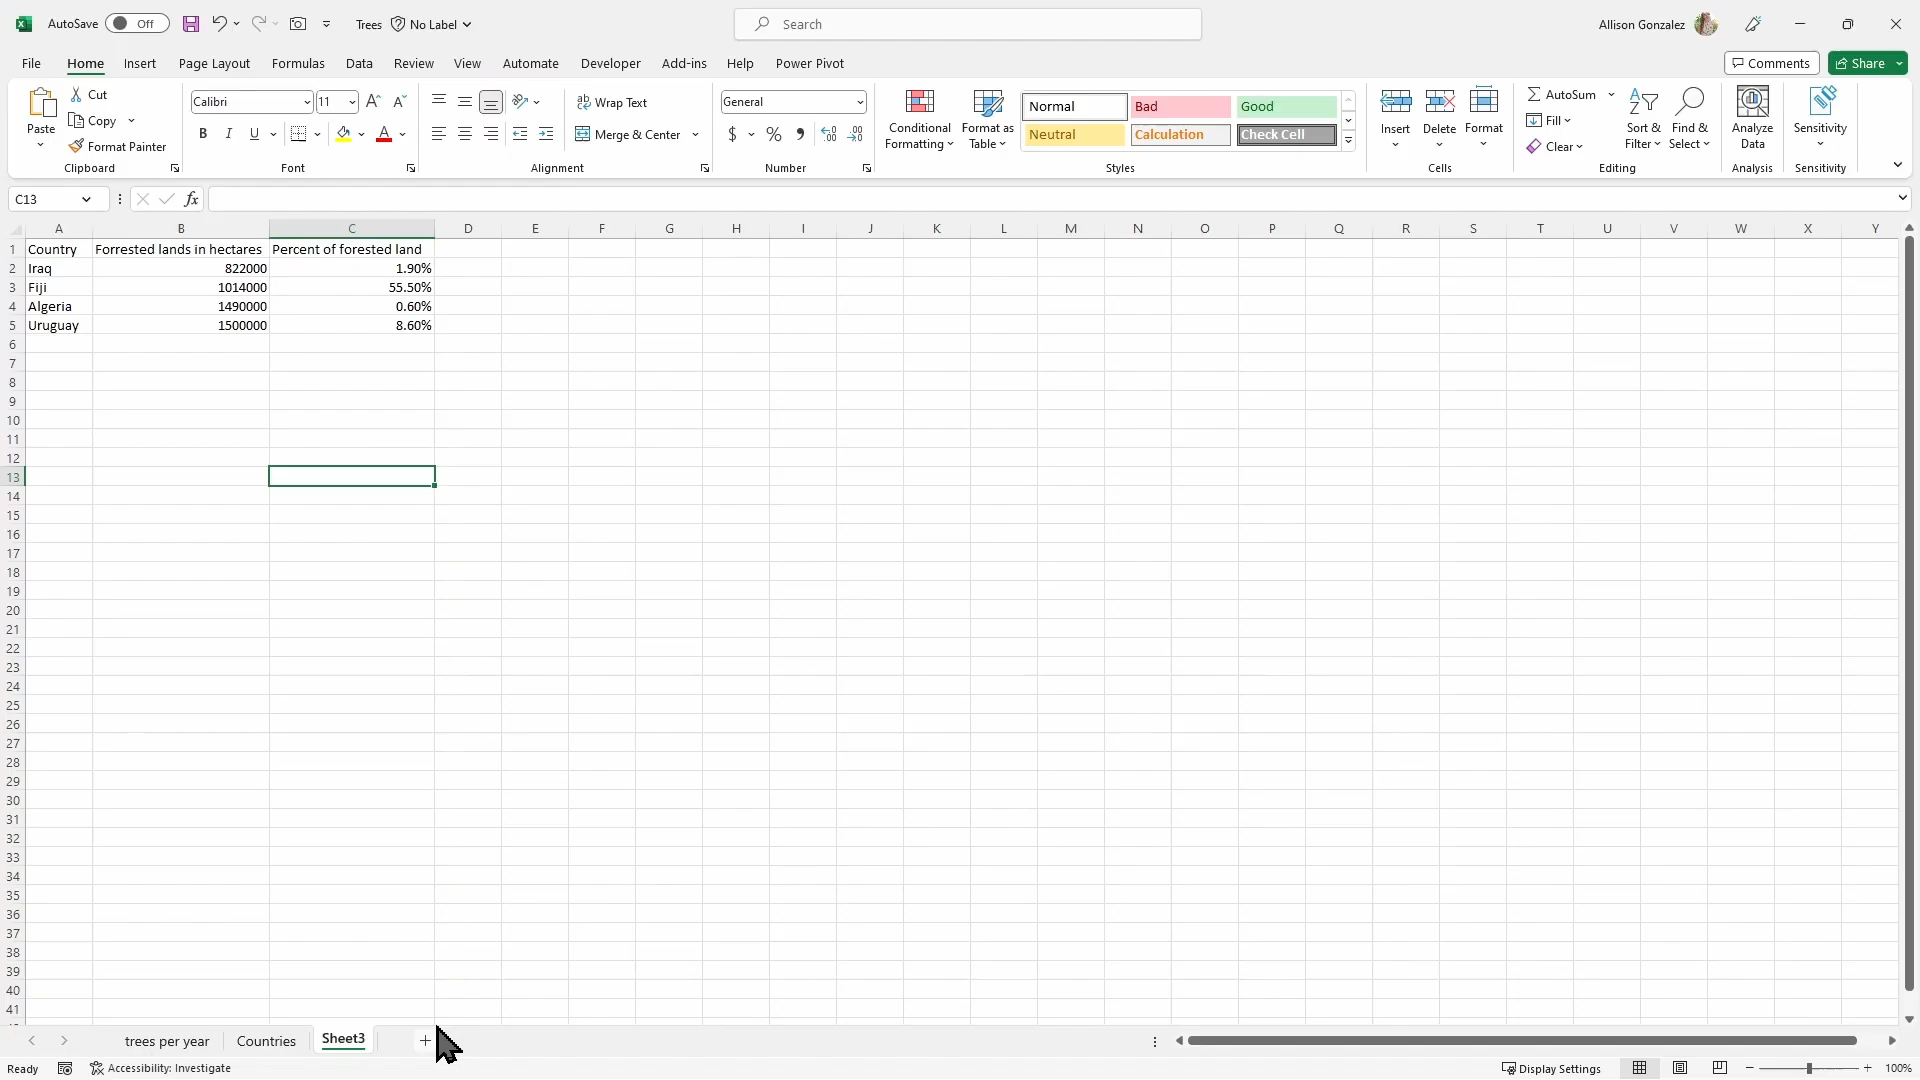 AutoSave Off Trees No Label Search Allison Gonzalez
File Home Insert Page Layout Formulas Data Review View Automate Developer Add-ins Help Power Pivot Comments Share
Paste Cut Copy Format Painter Clipboard
Calibri 11 B I U A Font
Wrap Text Merge & Center Alignment
General $ % Number
Conditional Formatting Format as Table Normal Bad Good Neutral Calculation Check Cell Styles
Insert Delete Format Cells
AutoSum Fill Clear Sort & Filter Find & Select Editing
Analyze Data Analysis
Sensitivity Sensitivity
C13 fx
A B C D E F G H I J K L M N O P Q R S T U V W X Y
1 Country Forrested lands in hectares Percent of forested land
2 Iraq 822000 1.90%
3 Fiji 1014000 55.50%
4 Algeria 1490000 0.60%
5 Uruguay 1500000 8.60%
6
7
8
9
10
11
12
13
14
15
16
17
18
19
20
21
22
23
24
25
26
27
28
29
30
31
32
33
34
35
36
37
38
39
40
41
trees per year Countries Sheet3 +
Ready Accessibility: Investigate Display Settings 100%